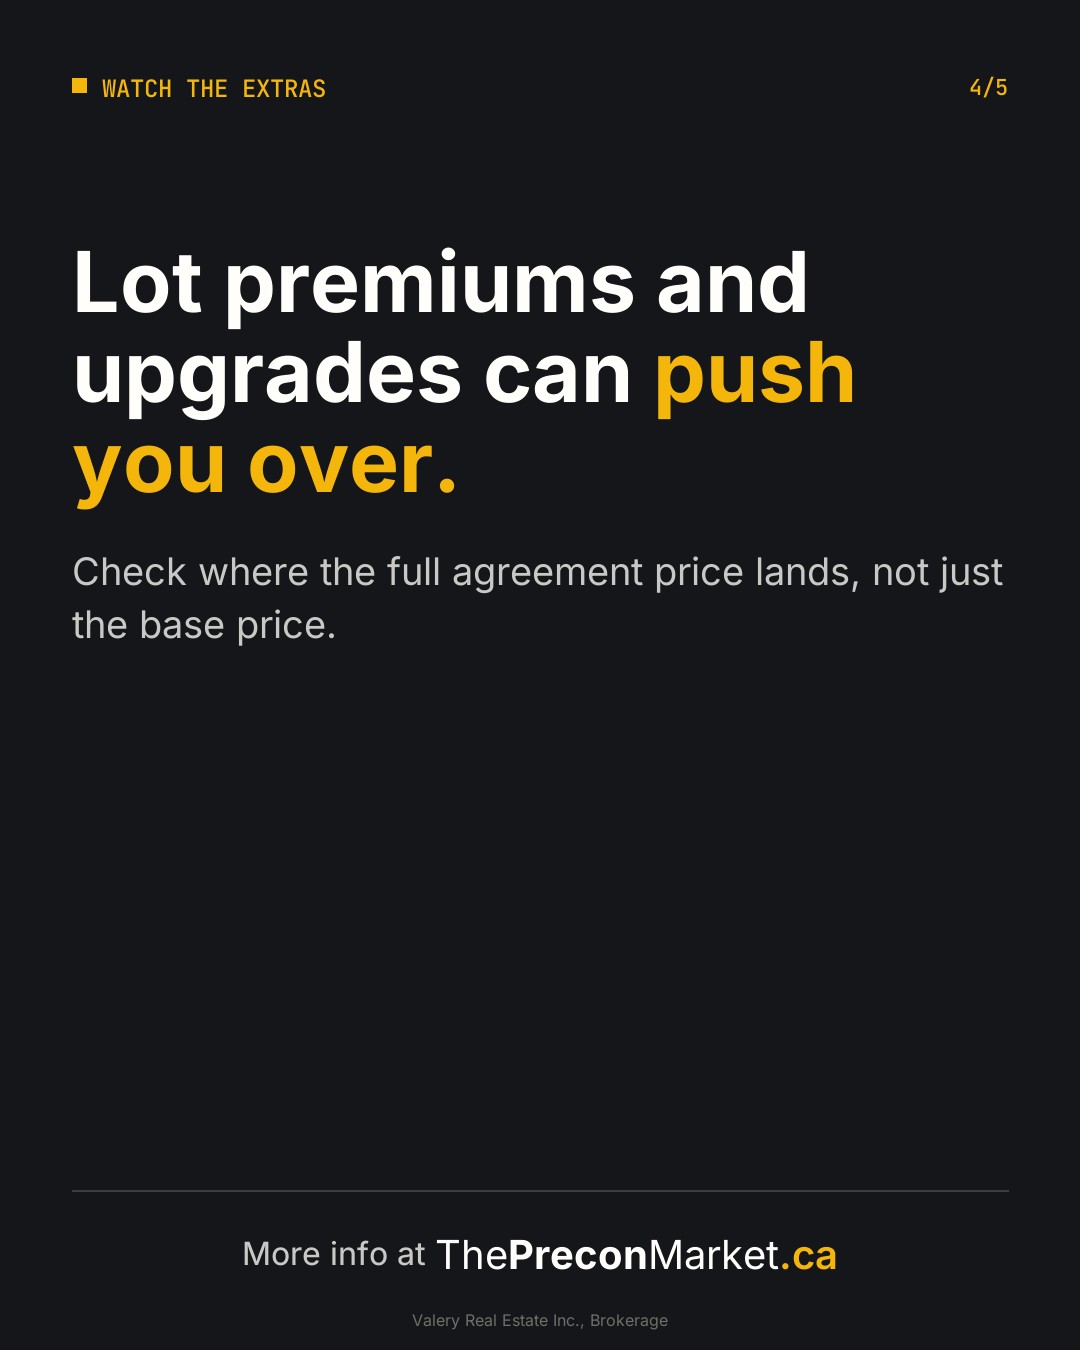 WATCH THE EXTRAS
4/5
Lot premiums and
upgrades can push
you over.
Check where the full agreement price lands, not just
the base price.
More info at ThePreconMarket.ca
Valery Real Estate Inc., Brokerage